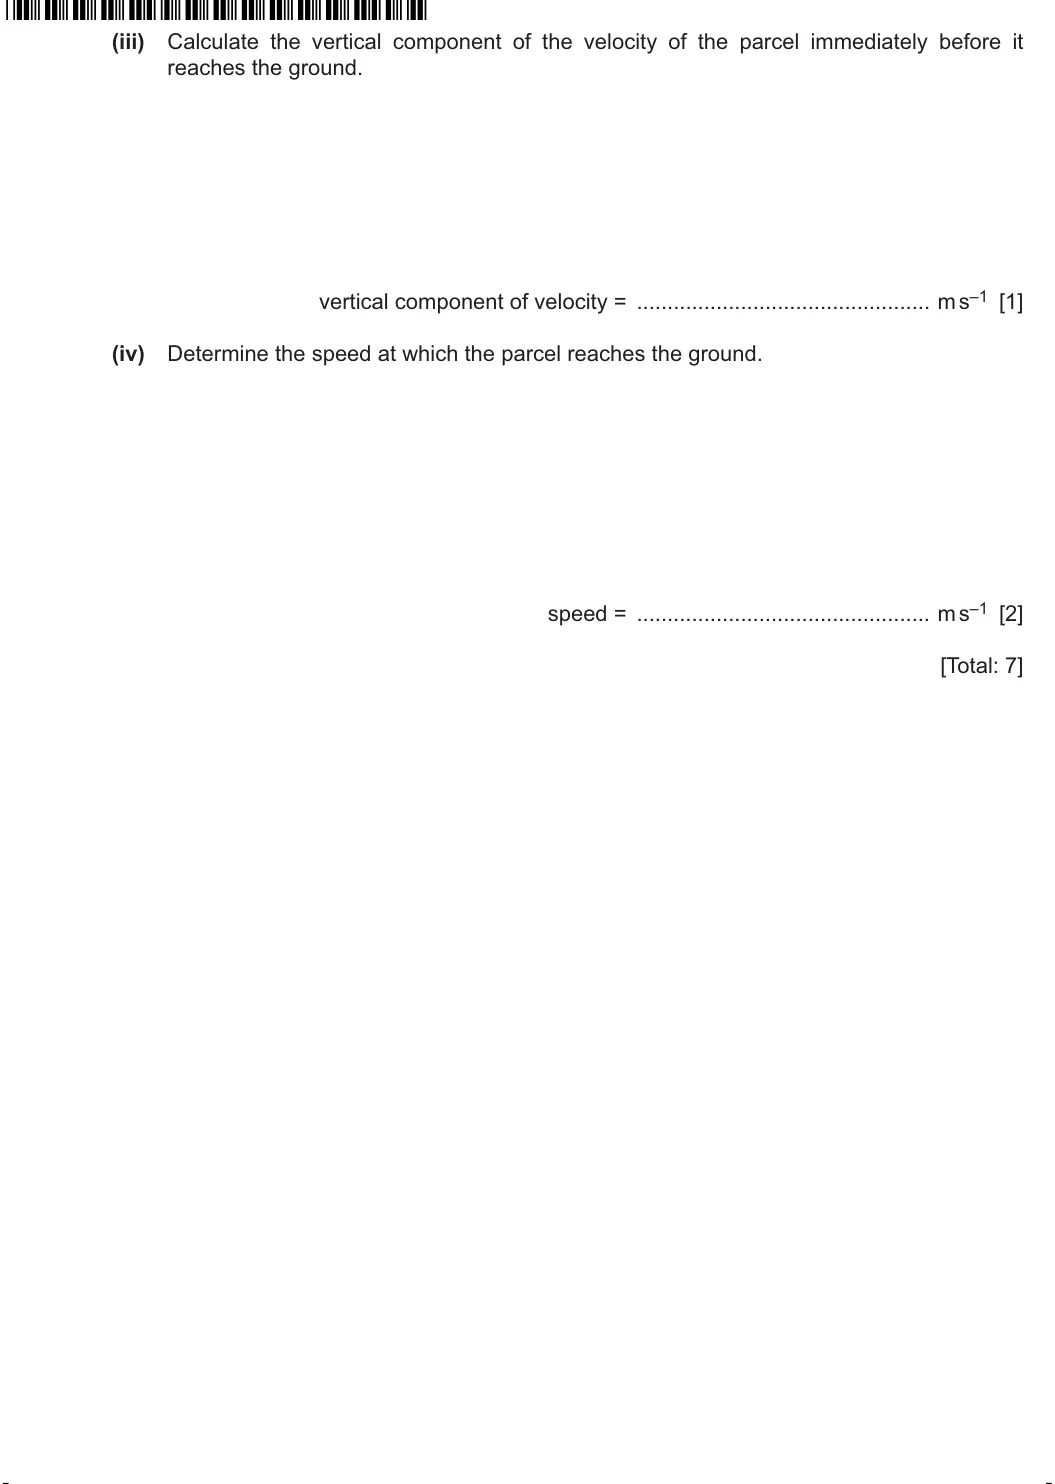 (iii) Calculate the vertical component of the velocity of the parcel immediately before it
reaches the ground.
vertical component of velocity = ................................................ m s–1 [1]
(iv) Determine the speed at which the parcel reaches the ground.
speed = ................................................ m s–1 [2]
[Total: 7]